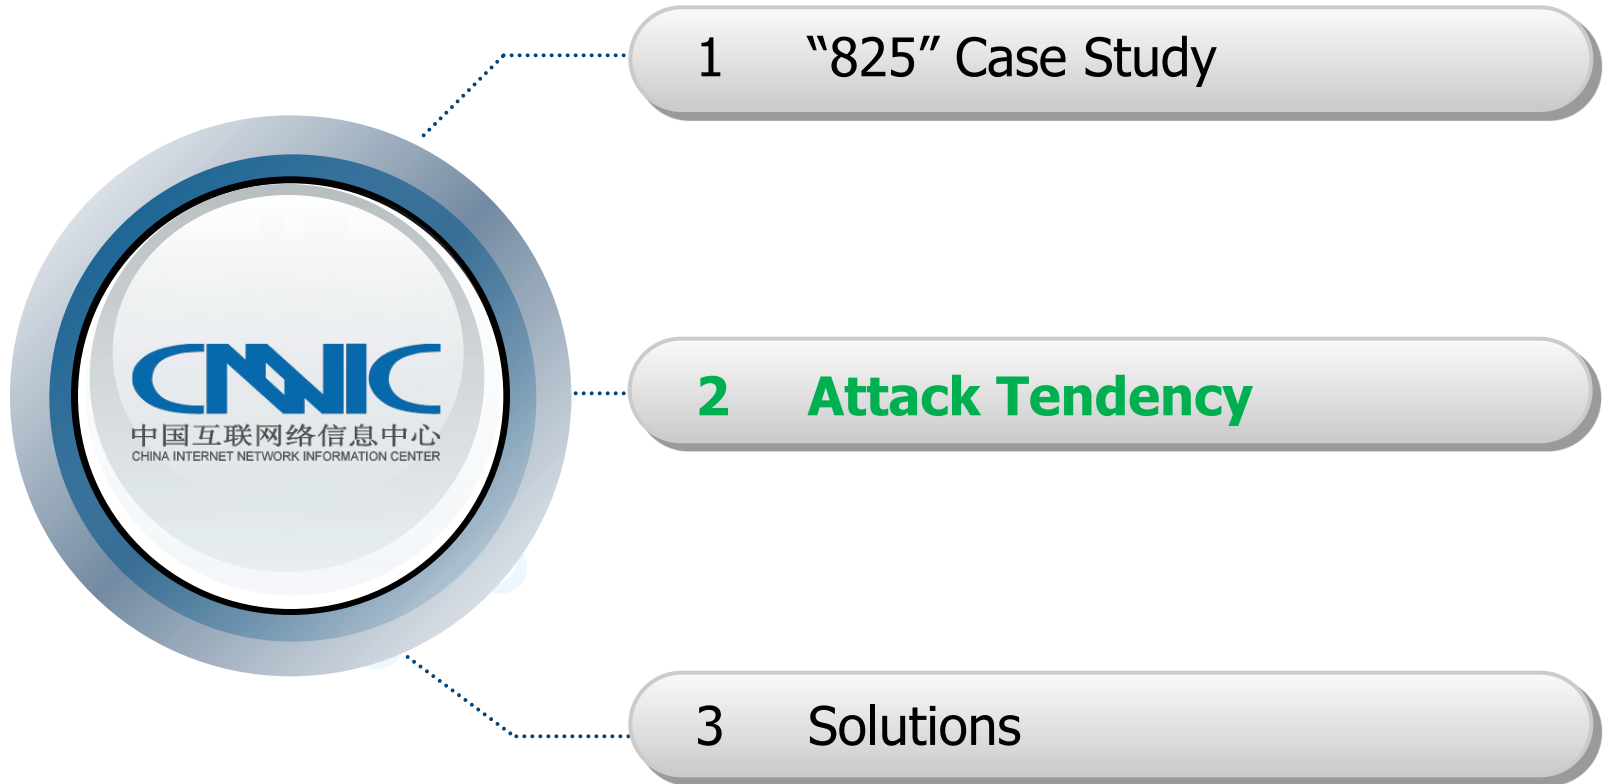 1 “825” Case Study
CNNIC
中国互联网络信息中心
CHINA INTERNET NETWORK INFORMATION CENTER
2 Attack Tendency
3 Solutions